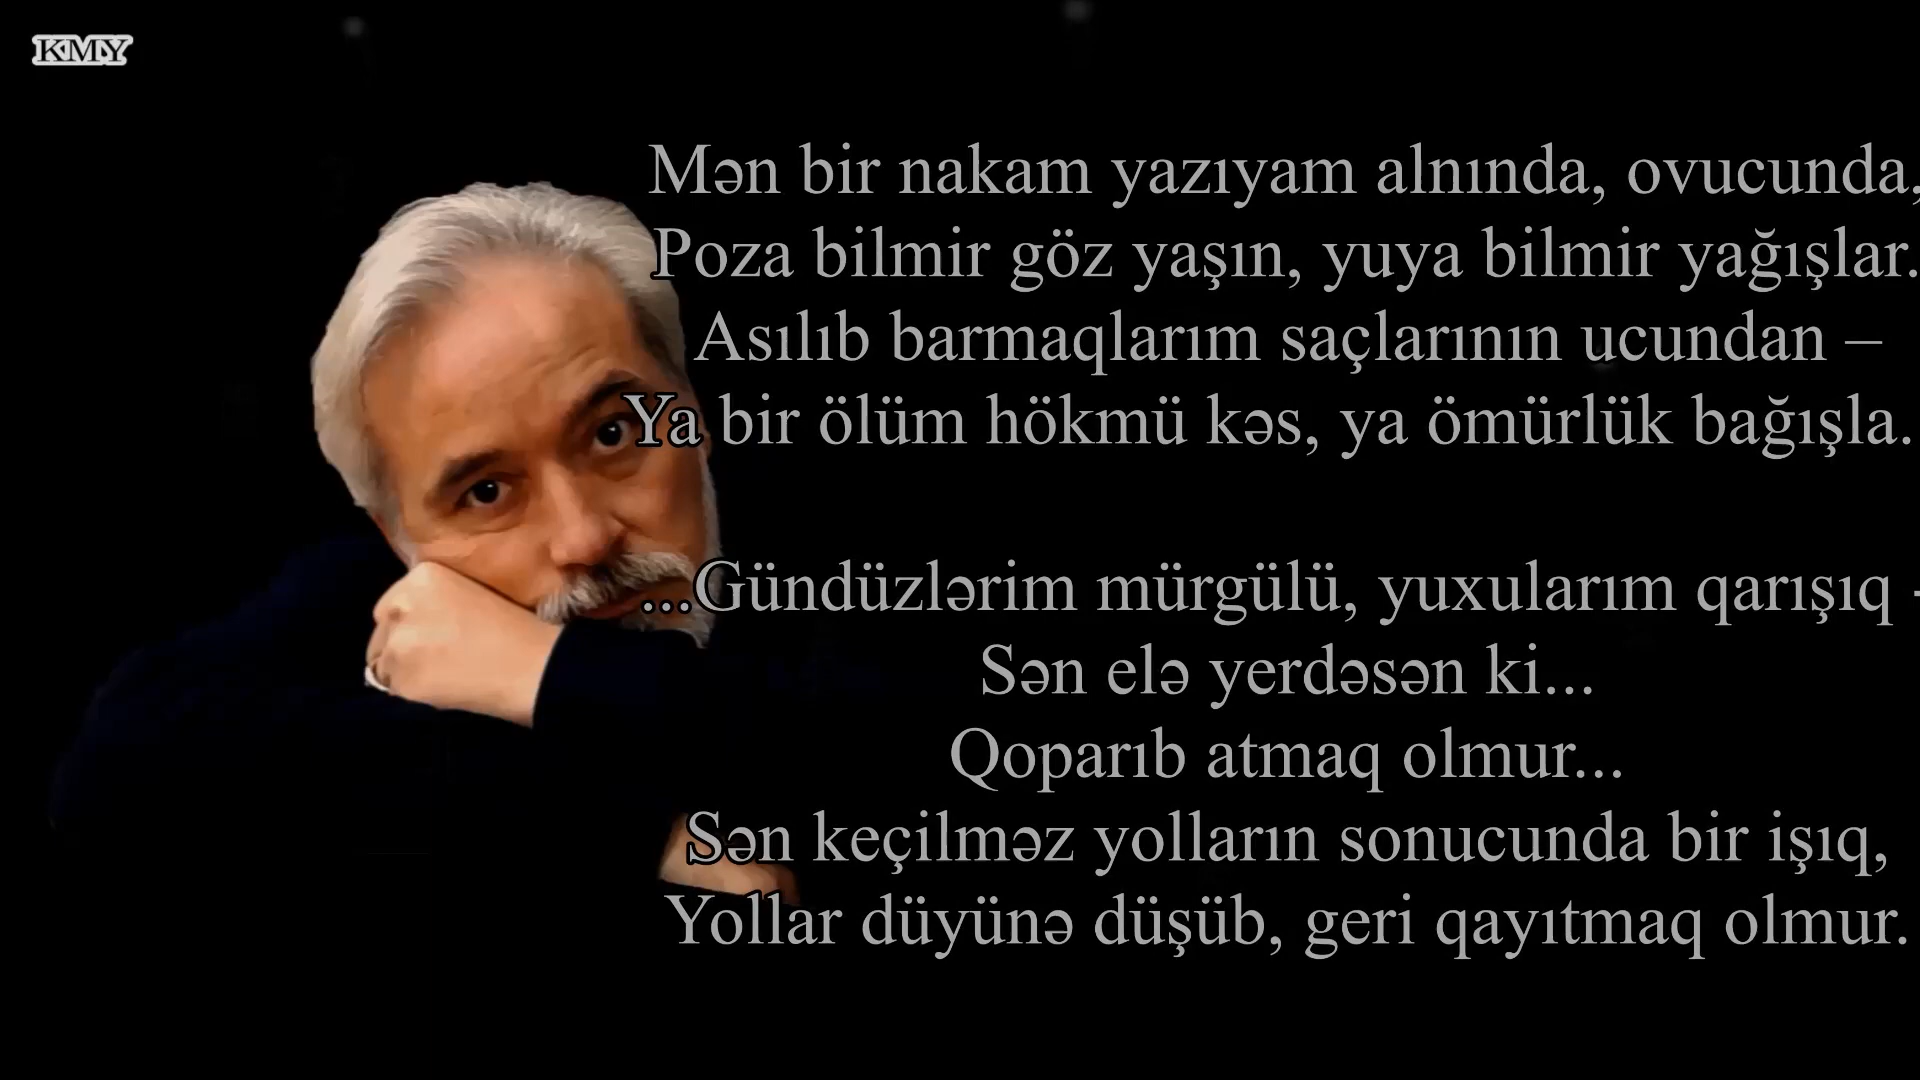 KMY
Mən bir nakam yazıyam alnında, ovucunda,
Poza bilmir göz yaşın, yuya bilmir yağışlar.
Asılıb barmaqlarım saçlarının ucundan –
Ya bir ölüm hökmü kəs, ya ömürlük bağışla.
...Gündüzlərim mürgülü, yuxularım qarışıq -
Sən elə yerdəsən ki...
Qoparıb atmaq olmur...
Sən keçilməz yolların sonucunda bir işıq,
Yollar düyünə düşüb, geri qayıtmaq olmur.